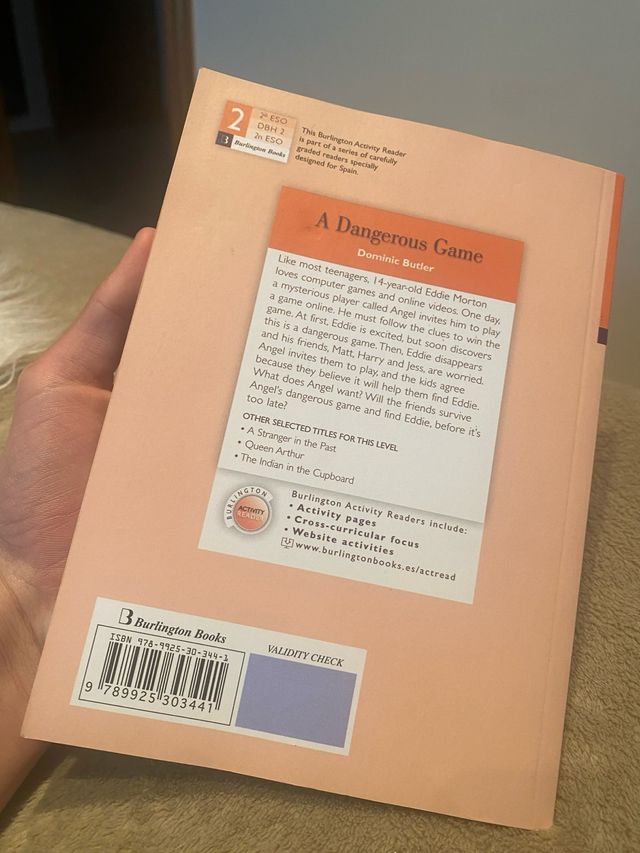 2
2º ESO
DBH 2
2n ESO
B Burlington Books
This Burlington Activity Reader
is part of a series of carefully
graded readers specially
designed for Spain.
A Dangerous Game
Dominic Butler
Like most teenagers, 14-year-old Eddie Morton
loves computer games and online videos. One day,
a mysterious player called Angel invites him to play
a game online. He must follow the clues to win the
game. At first, Eddie is excited, but soon discovers
this is a dangerous game. Then, Eddie disappears
and his friends, Matt, Harry and Jess, are worried.
Angel invites them to play, and the kids agree
because they believe it will help them find Eddie.
What does Angel want? Will the friends survive
Angel's dangerous game and find Eddie, before it's
too late?
OTHER SELECTED TITLES FOR THIS LEVEL
• A Stranger in the Past
• Queen Arthur
• The Indian in the Cupboard
BURLINGTON
ACTIVITY
READER
Burlington Activity Readers include:
• Activity pages
• Cross-curricular focus
• Website activities
www.burlingtonbooks.es/actread
B Burlington Books
ISBN 978-9925-30-344-1
9 789925 303441
VALIDITY CHECK